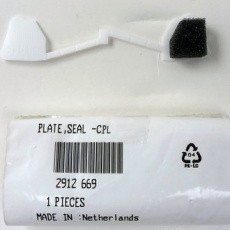 PLATE,SEAL -CPL
2912 669
1 PIECES
MADE IN :Netherlands
04
PE-LD